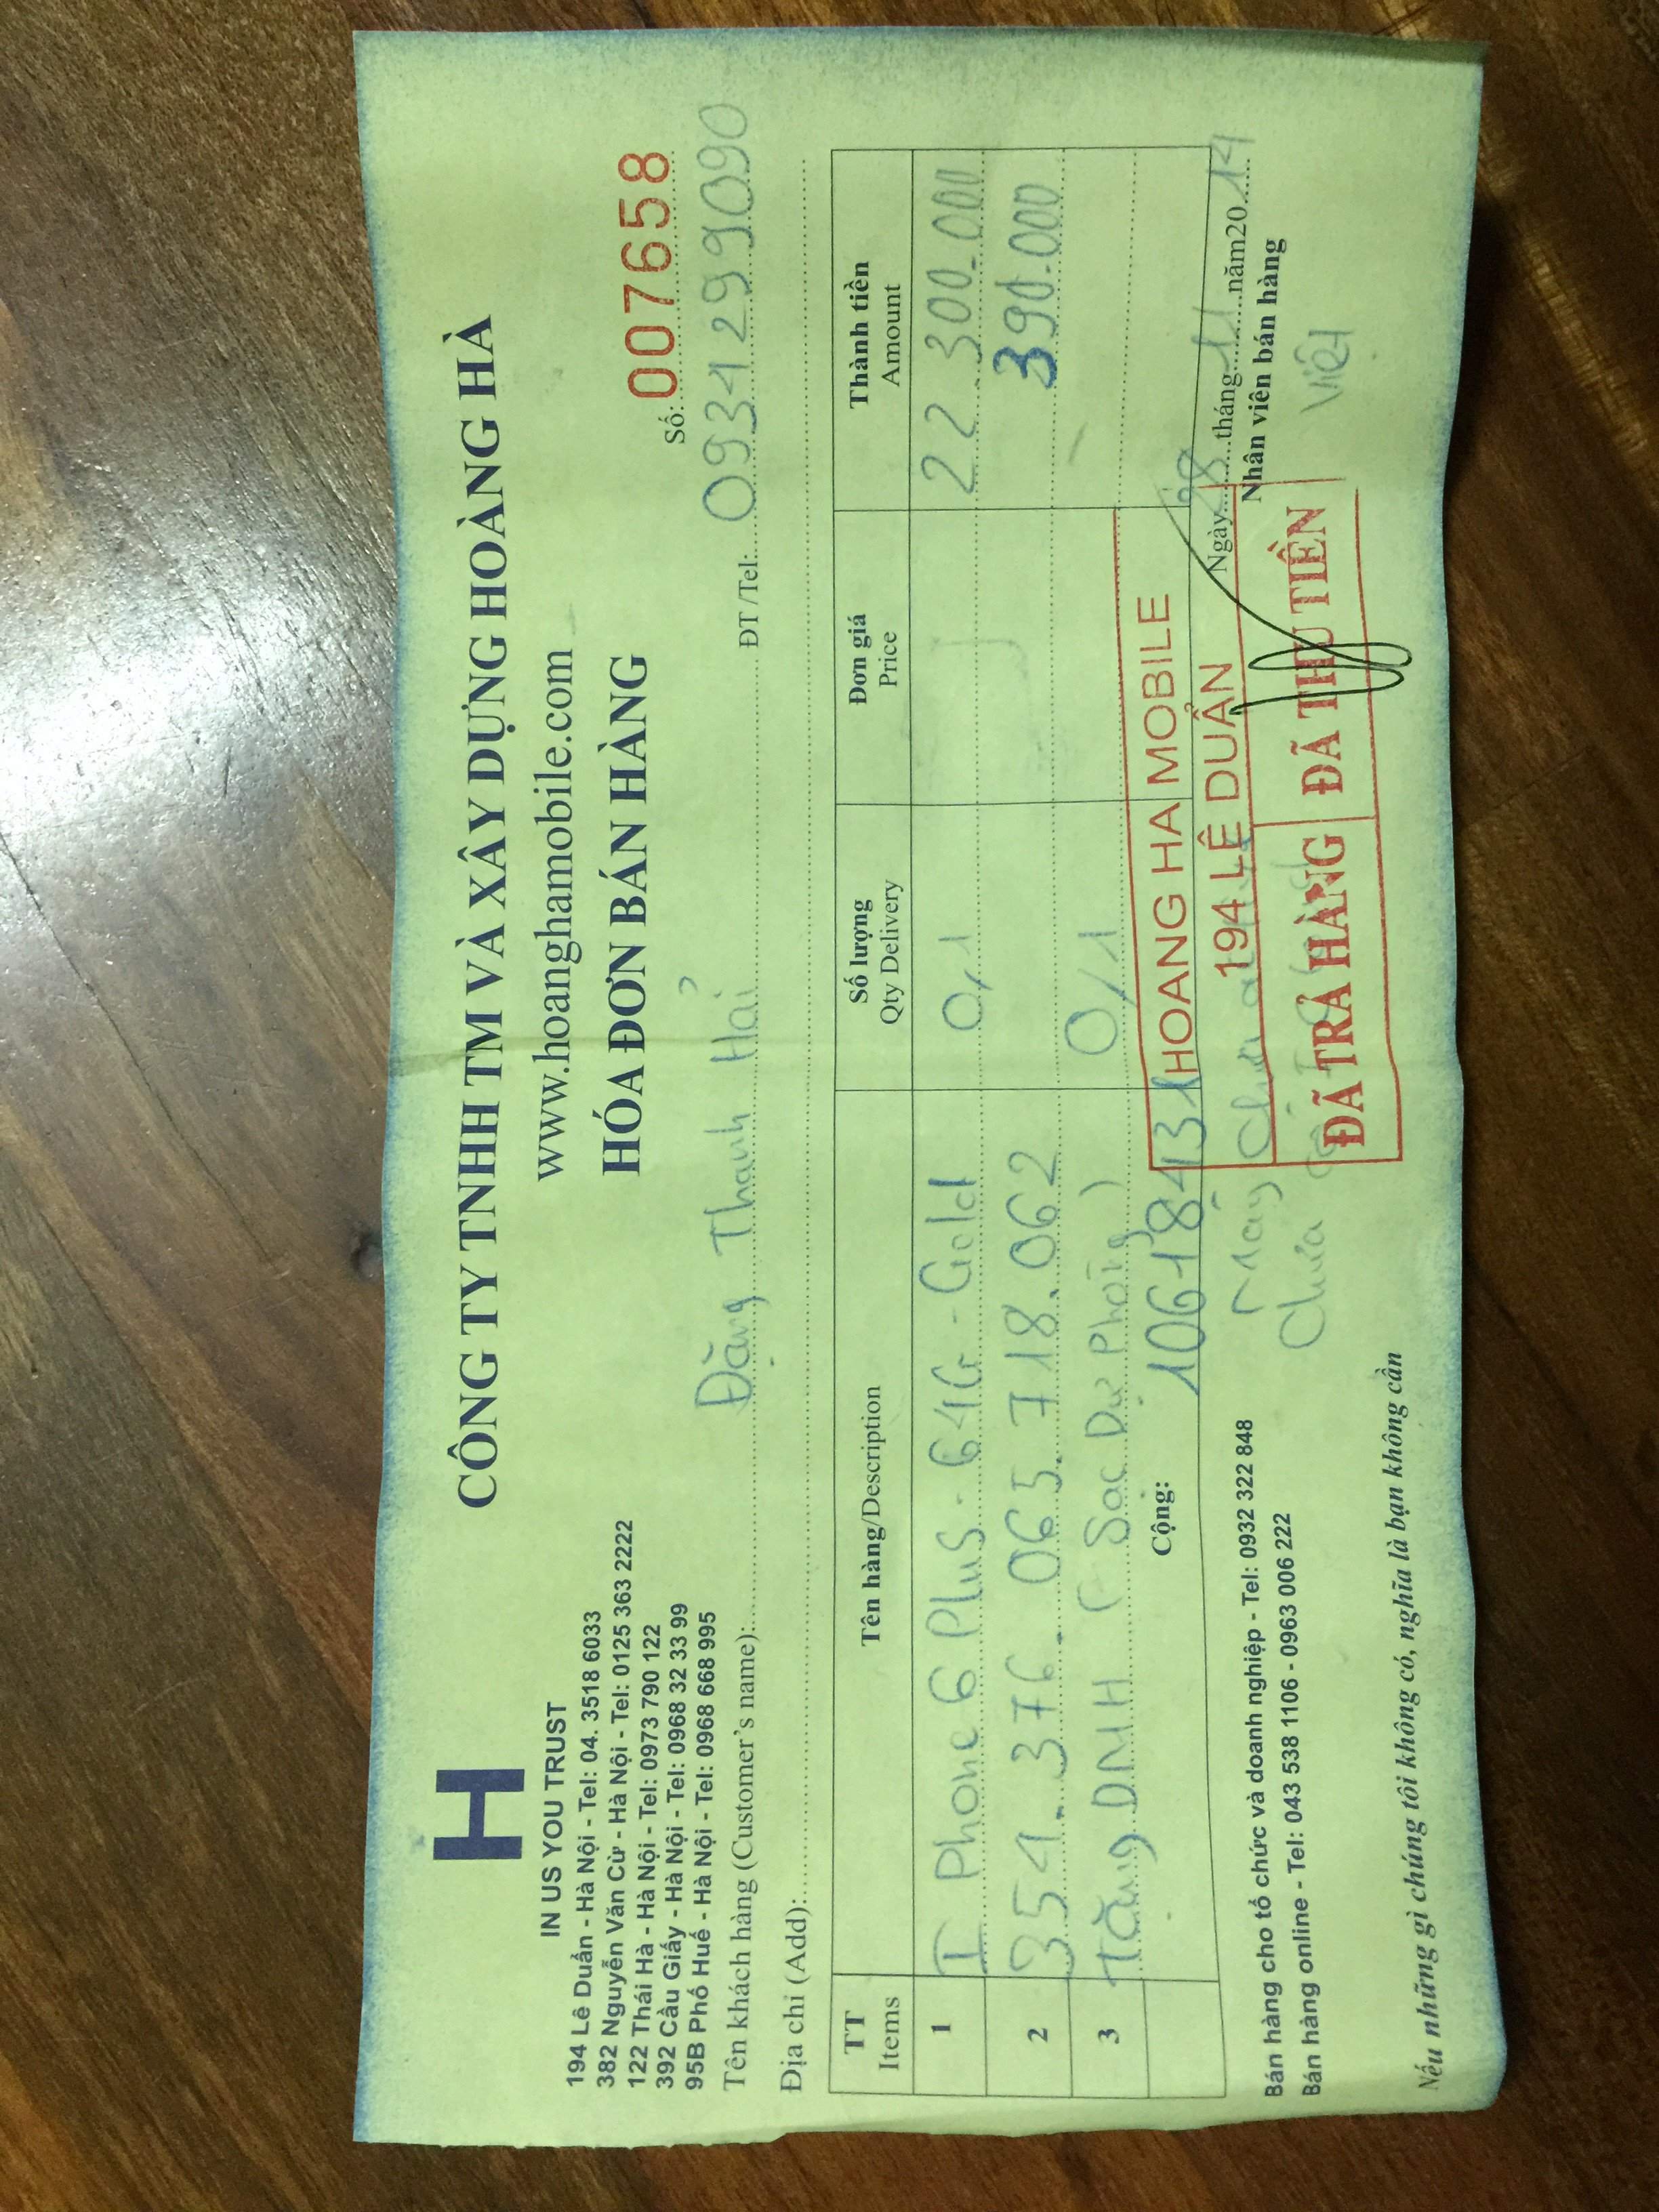 H
IN US YOU TRUST
194 Lê Duẩn - Hà Nội - Tel: 04. 3518 6033
382 Nguyễn Văn Cừ - Hà Nội - Tel: 0125 363 2222
122 Thái Hà - Hà Nội - Tel: 0973 790 122
392 Cầu Giấy - Hà Nội - Tel: 0968 32 33 99
95B Phố Huế - Hà Nội - Tel: 0968 668 995
CÔNG TY TNHH TM VÀ XÂY DỰNG HOÀNG HÀ
www.hoanghamobile.com
HÓA ĐƠN BÁN HÀNG
Số: 007658
Tên khách hàng (Customer's name): Đặng Thanh Hải ĐT/Tel: 0934299090
Địa chỉ (Add):
TT Tên hàng/Description Số lượng Đơn giá Thành tiền
Items Qty Delivery Price Amount
1 I Phone 6 Plus - 64G - Gold 01 22.300.000
2 354.376.065.718.062 390.000
3 Tặng DMH ( Sạc Dự Phòng ) 01
Cộng: 10618431
HOANG HA MOBILE
194 LÊ DUẨN
ĐÃ TRẢ HÀNG ĐÃ THU TIỀN
Ngày 28 tháng 11 năm 2014
Nhân viên bán hàng
Việt
Máy chưa
Chưa
Bán hàng cho tổ chức và doanh nghiệp - Tel: 0932 322 848
Bán hàng online - Tel: 043 538 1106 - 0963 006 222
Nếu những gì chúng tôi không có, nghĩa là bạn không cần